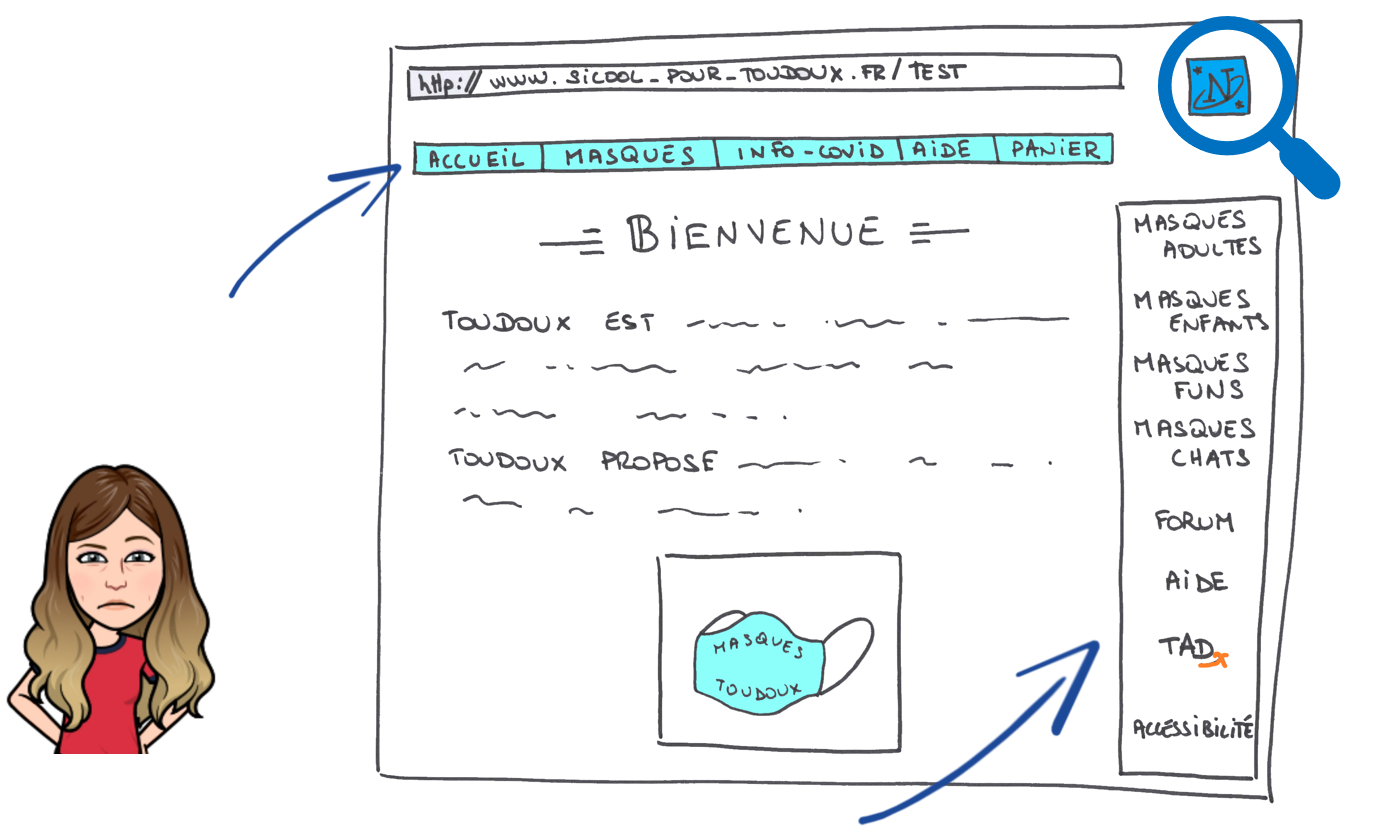 http:// WWW.SICOOL_POUR_TOUDOUX.FR/TEST
N
ACCUEIL MASQUES INFO-COVID AIDE PANIER
BIENVENUE
TOUDOUX EST
TOUDOUX PROPOSE
MASQUES
TOUDOUX
MASQUES
ADULTES
MASQUES
ENFANTS
MASQUES
FUNS
MASQUES
CHATS
FORUM
AIDE
TADx
ACCESSIBILITÉ